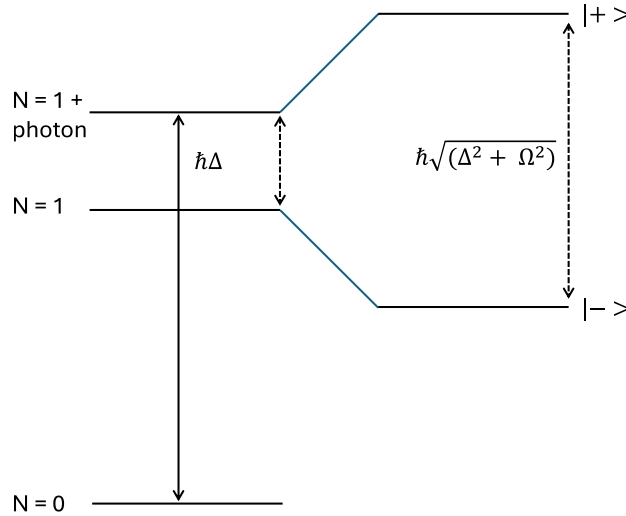 |+ >
N = 1 +
photon
ħΔ
ħ√(Δ² + Ω²)
N = 1
|− >
N = 0